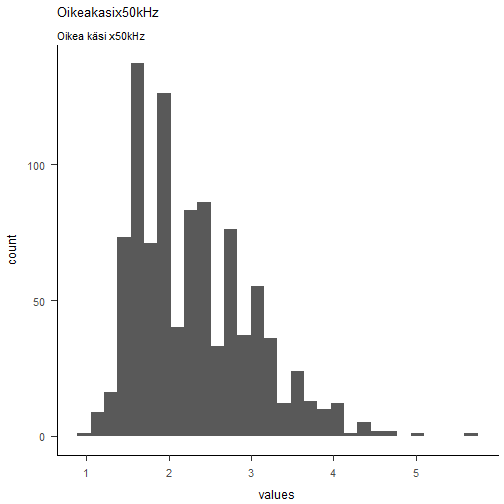 Oikeakasix50kHz
Oikea käsi x50kHz
count
100
50
0
1 2 3 4 5
values